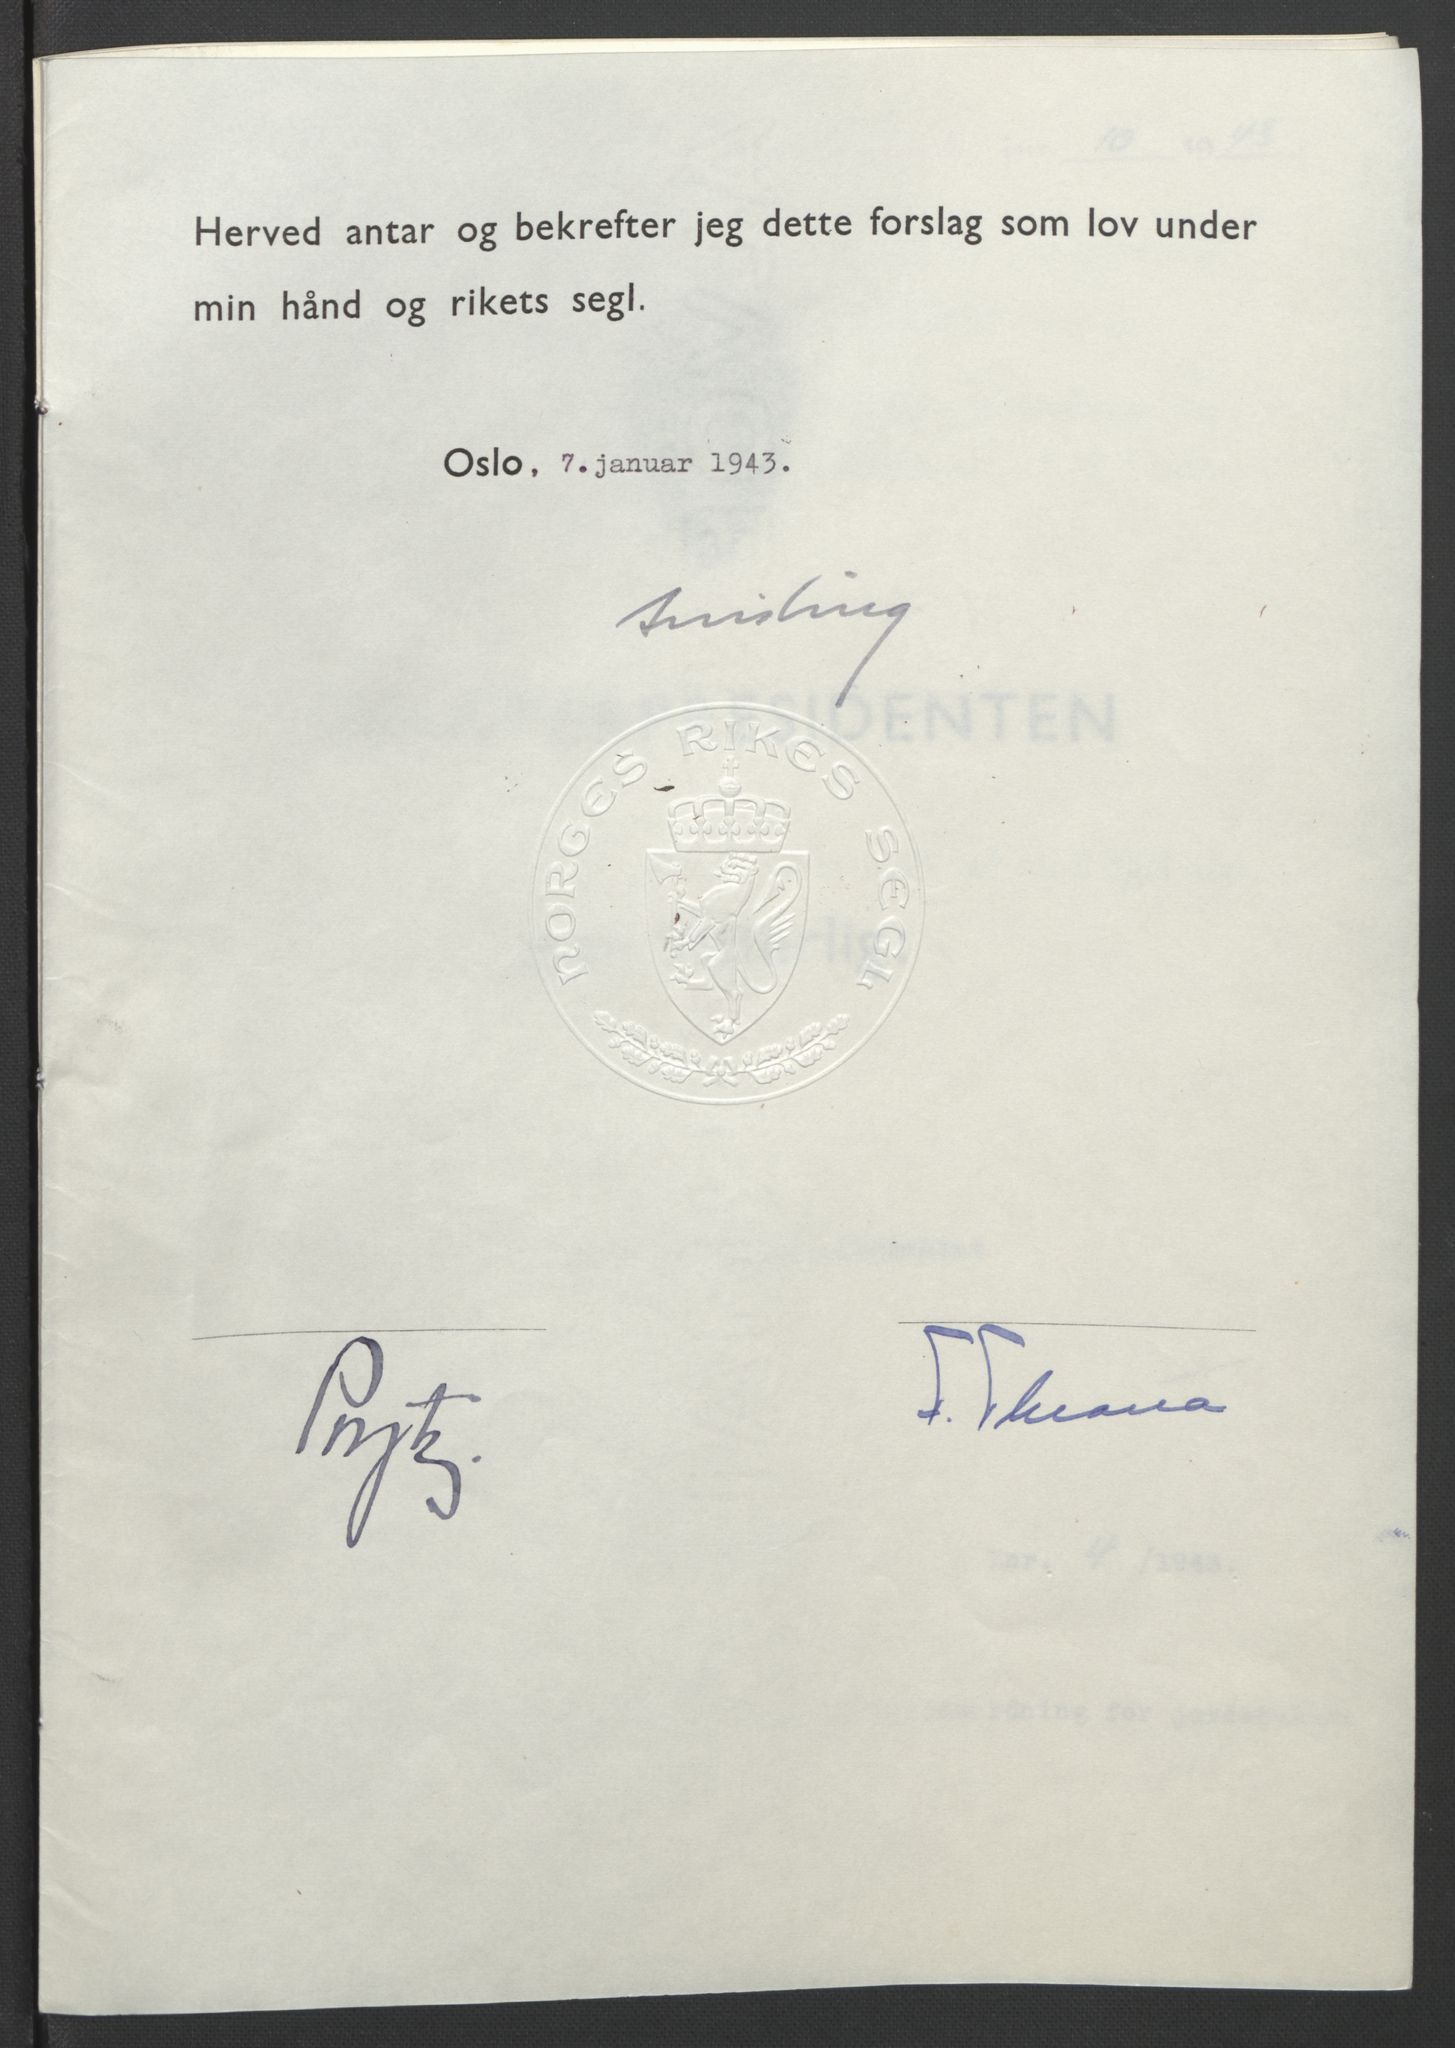 Herved antar og bekrefter jeg dette forslag som lov under
min hånd og rikets segl.
Oslo, 7. januar 1943.
Quisling
NORGES RIKES SEGL